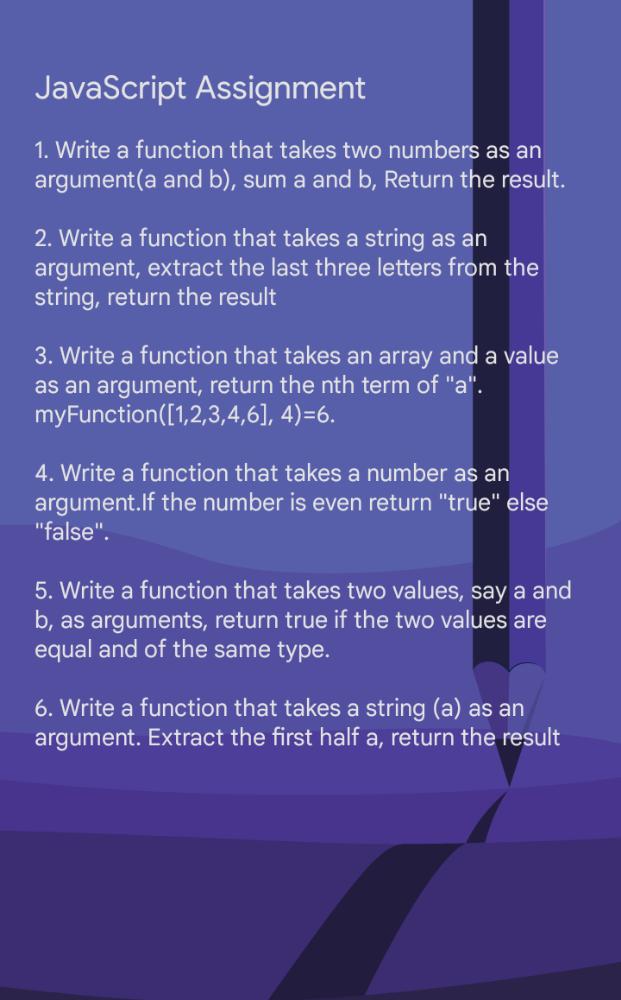 JavaScript Assignment
1. Write a function that takes two numbers as an
argument(a and b), sum a and b, Return the result.
2. Write a function that takes a string as an
argument, extract the last three letters from the
string, return the result
3. Write a function that takes an array and a value
as an argument, return the nth term of "a".
myFunction([1,2,3,4,6], 4)=6.
4. Write a function that takes a number as an
argument.If the number is even return "true" else
"false".
5. Write a function that takes two values, say a and
b, as arguments, return true if the two values are
equal and of the same type.
6. Write a function that takes a string (a) as an
argument. Extract the first half a, return the result